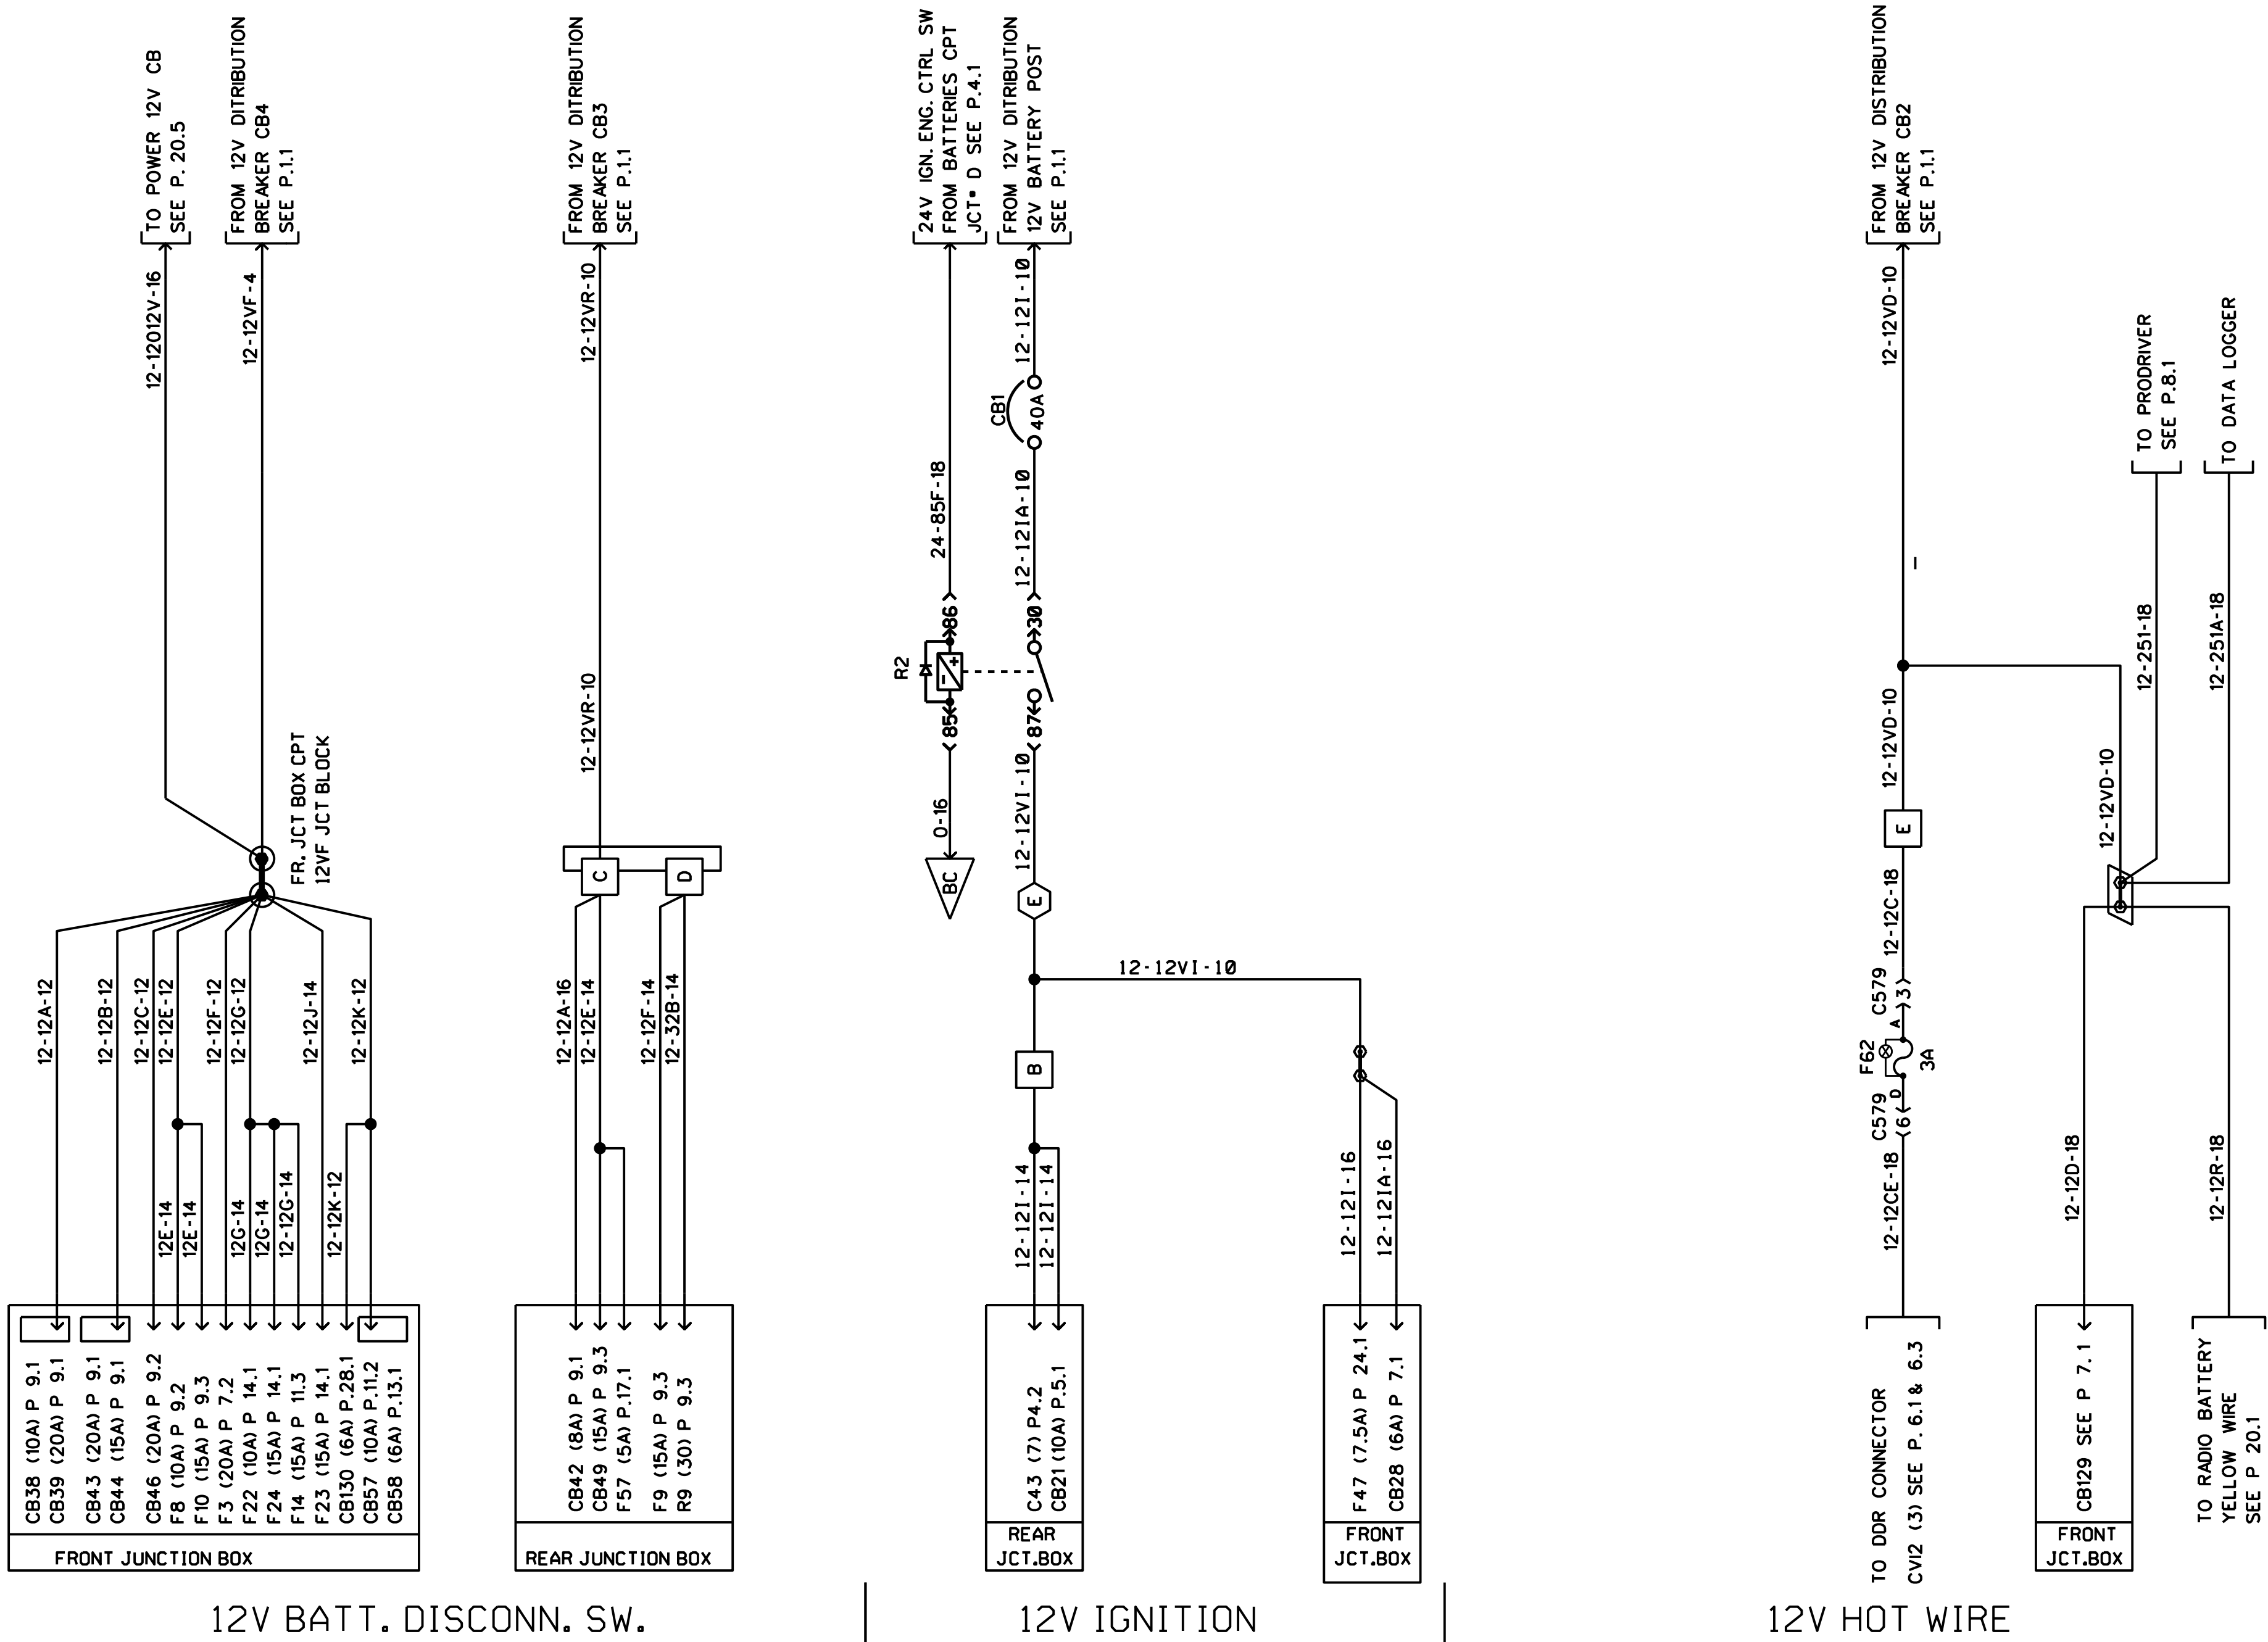 TO POWER 12V CB
SEE P. 20.5
FROM 12V DITRIBUTION
BREAKER CB4
SEE P.1.1
12-12012V-16
12-12VF-4
FR. JCT BOX CPT
12VF JCT BLOCK
12-12A-12
12-12B-12
12-12C-12
12-12E-12
12-12F-12
12-12G-12
12-12J-14
12-12K-12
12E-14
12E-14
12G-14
12G-14
12-12G-14
12-12K-12
CB38 (10A) P 9.1
CB39 (20A) P 9.1
CB43 (20A) P 9.1
CB44 (15A) P 9.1
CB46 (20A) P 9.2
F8 (10A) P 9.2
F10 (15A) P 9.3
F3 (20A) P 7.2
F22 (10A) P 14.1
F24 (15A) P 14.1
F14 (15A) P 11.3
F23 (15A) P 14.1
CB130 (6A) P.28.1
CB57 (10A) P.11.2
CB58 (6A) P.13.1
FRONT JUNCTION BOX
FROM 12V DITRIBUTION
BREAKER CB3
SEE P.1.1
12-12VR-10
12-12VR-10
C
D
12-12A-16
12-12E-14
12-12F-14
12-32B-14
CB42 (8A) P 9.1
CB49 (15A) P 9.3
F57 (5A) P.17.1
F9 (15A) P 9.3
R9 (30) P 9.3
REAR JUNCTION BOX
12V BATT. DISCONN. SW.
24V IGN. ENG. CTRL SW
FROM BATTERIES CPT
JCT• D SEE P.4.1
FROM 12V DITRIBUTION
12V BATTERY POST
SEE P.1.1
12-12I-10
CB1
40A
24-85F-18
12-12IA-10
86
30
R2
+
-
85
87
0-16
12-12VI-10
BC
E
12-12VI-10
B
12-12I-14
12-12I-14
12-12I-16
12-12IA-16
C43 (7) P4.2
CB21 (10A) P.5.1
REAR
JCT.BOX
F47 (7.5A) P 24.1
CB28 (6A) P 7.1
FRONT
JCT.BOX
12V IGNITION
FROM 12V DISTRIBUTION
BREAKER CB2
SEE P.1.1
12-12VD-10
TO PRODRIVER
SEE P.8.1
TO DATA LOGGER
12-251-18
12-251A-18
12-12VD-10
12-12VD-10
E
12-12C-18
C579
3
A
F62
3A
D
C579
6
12-12CE-18
12-12D-18
12-12R-18
TO DDR CONNECTOR
CV12 (3) SEE P. 6.1 & 6.3
CB129 SEE P 7. 1
FRONT
JCT.BOX
TO RADIO BATTERY
YELLOW WIRE
SEE P 20.1
12V HOT WIRE